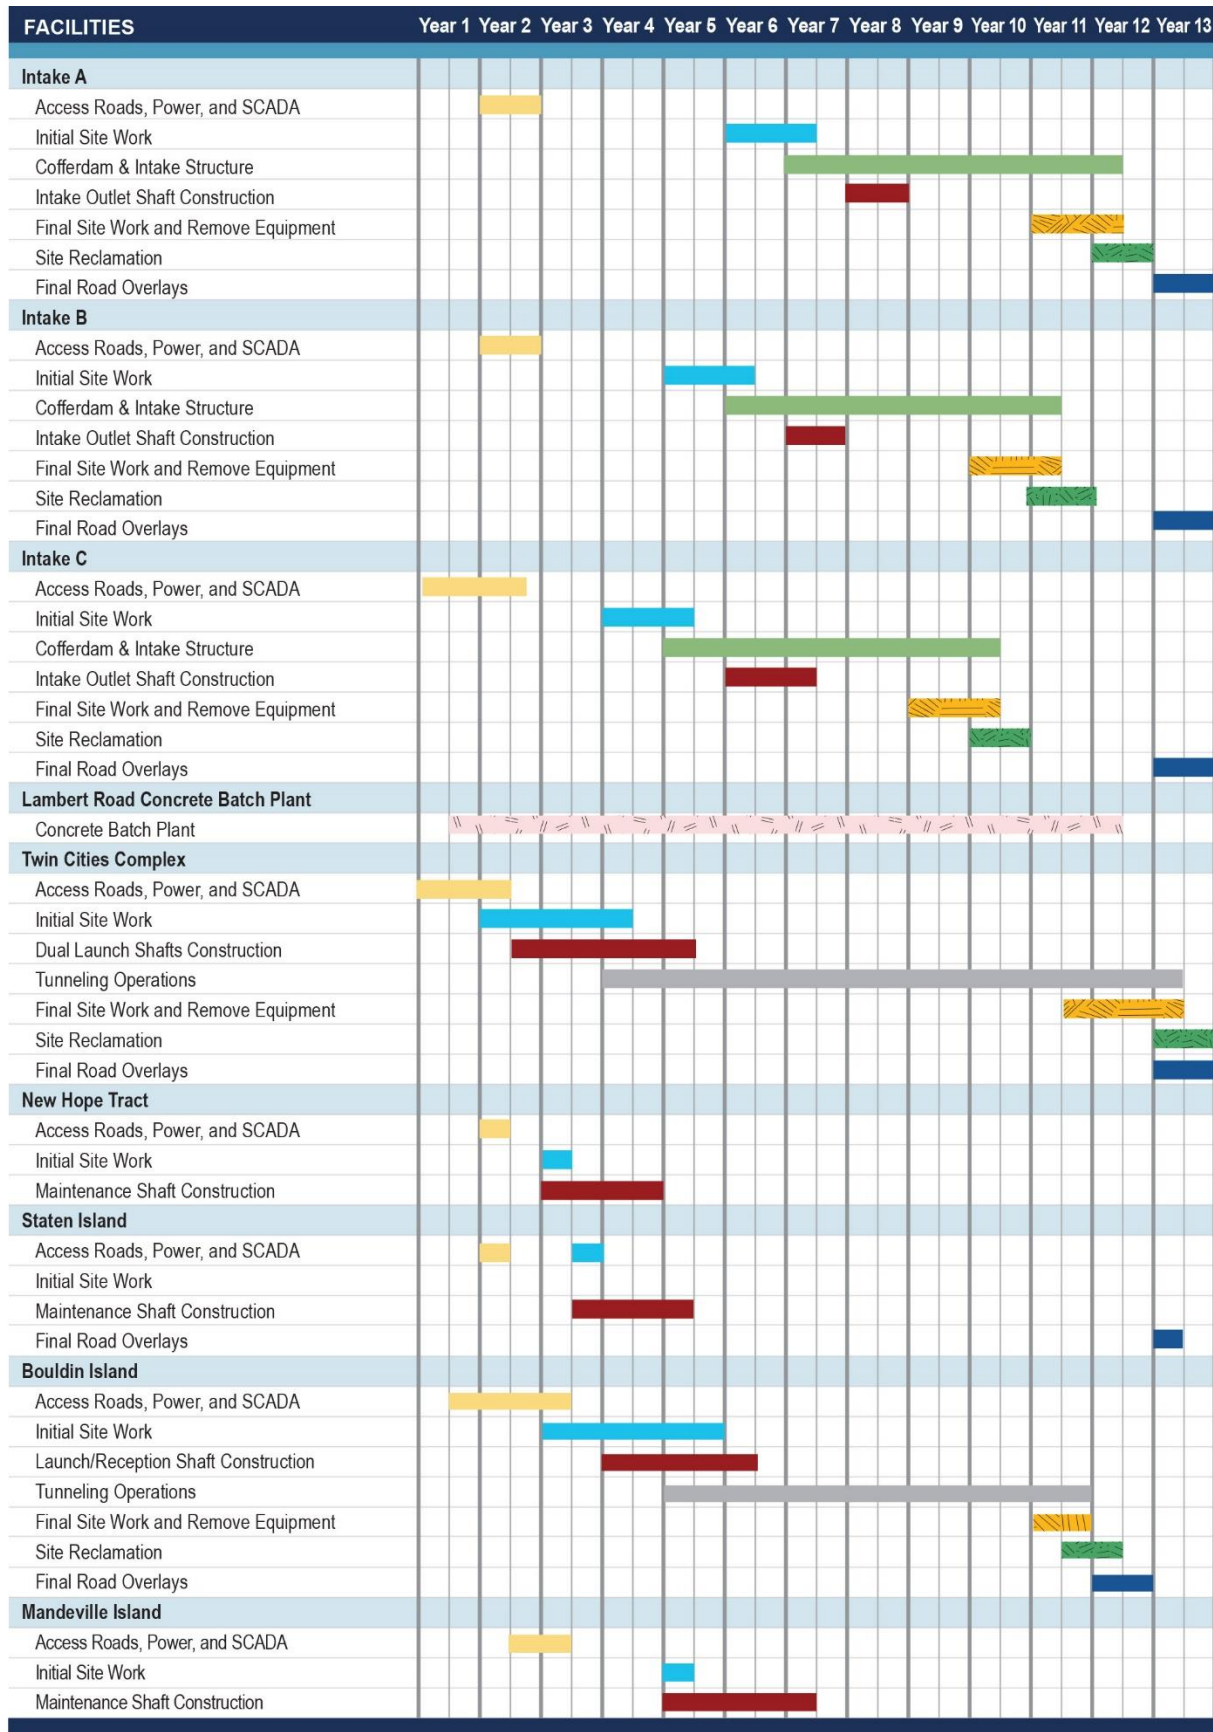 FACILITIES Year 1 Year 2 Year 3 Year 4 Year 5 Year 6 Year 7 Year 8 Year 9 Year 10 Year 11 Year 12 Year 13
Intake A
Access Roads, Power, and SCADA
Initial Site Work
Cofferdam & Intake Structure
Intake Outlet Shaft Construction
Final Site Work and Remove Equipment
Site Reclamation
Final Road Overlays
Intake B
Access Roads, Power, and SCADA
Initial Site Work
Cofferdam & Intake Structure
Intake Outlet Shaft Construction
Final Site Work and Remove Equipment
Site Reclamation
Final Road Overlays
Intake C
Access Roads, Power, and SCADA
Initial Site Work
Cofferdam & Intake Structure
Intake Outlet Shaft Construction
Final Site Work and Remove Equipment
Site Reclamation
Final Road Overlays
Lambert Road Concrete Batch Plant
Concrete Batch Plant
Twin Cities Complex
Access Roads, Power, and SCADA
Initial Site Work
Dual Launch Shafts Construction
Tunneling Operations
Final Site Work and Remove Equipment
Site Reclamation
Final Road Overlays
New Hope Tract
Access Roads, Power, and SCADA
Initial Site Work
Maintenance Shaft Construction
Staten Island
Access Roads, Power, and SCADA
Initial Site Work
Maintenance Shaft Construction
Final Road Overlays
Bouldin Island
Access Roads, Power, and SCADA
Initial Site Work
Launch/Reception Shaft Construction
Tunneling Operations
Final Site Work and Remove Equipment
Site Reclamation
Final Road Overlays
Mandeville Island
Access Roads, Power, and SCADA
Initial Site Work
Maintenance Shaft Construction